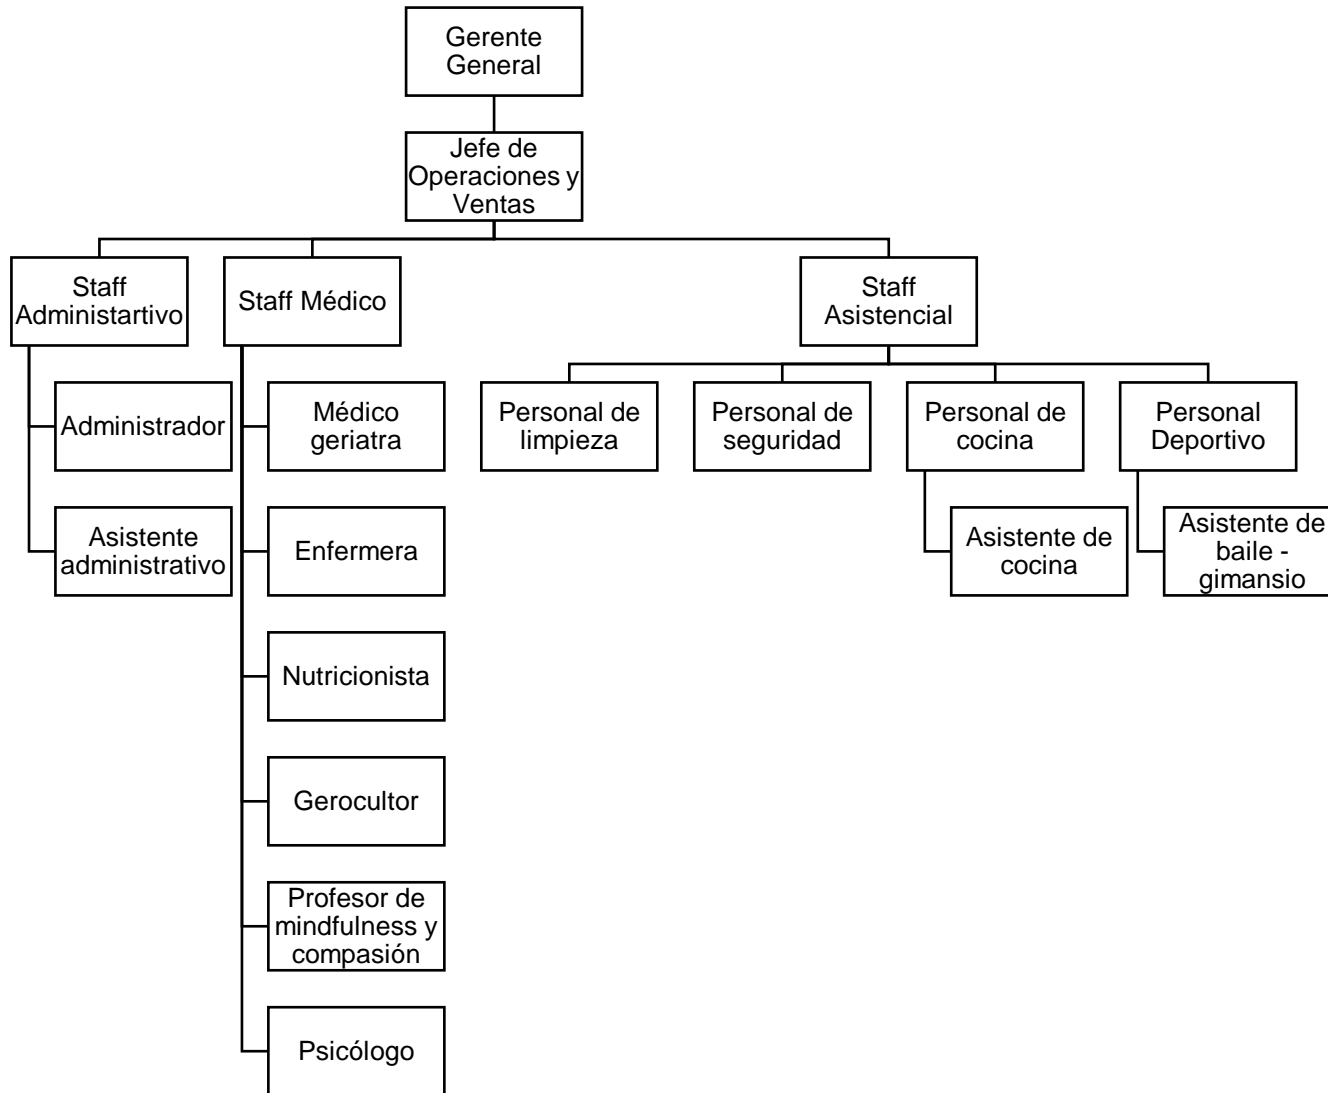 Gerente
General
Jefe de
Operaciones y
Ventas
Staff
Administartivo
Staff Médico
Staff
Asistencial
Administrador
Médico
geriatra
Personal de
limpieza
Personal de
seguridad
Personal de
cocina
Personal
Deportivo
Asistente
administrativo
Enfermera
Asistente de
cocina
Asistente de
baile -
gimansio
Nutricionista
Gerocultor
Profesor de
mindfulness y
compasión
Psicólogo